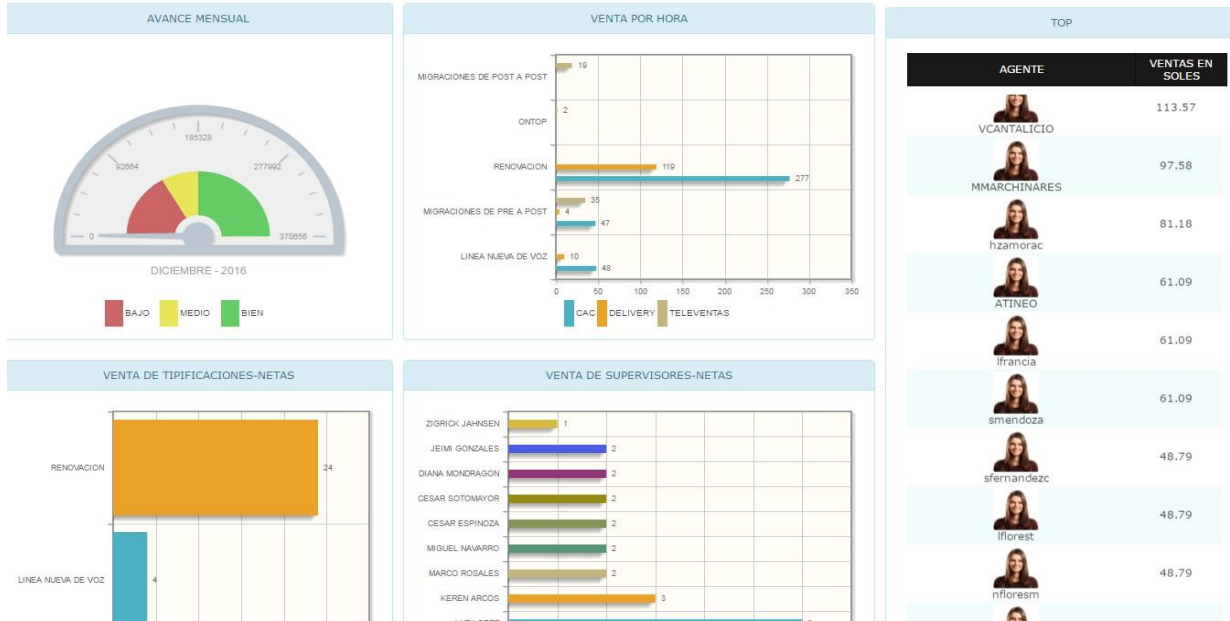 AVANCE MENSUAL
92664
185328
277992
0
370656
DICIEMBRE - 2016
BAJO MEDIO BIEN
VENTA POR HORA
MIGRACIONES DE POST A POST
19
ONTOP
2
RENOVACION
119
277
MIGRACIONES DE PRE A POST
35
4
47
LINEA NUEVA DE VOZ
10
48
0 50 100 150 200 250 300 350
CAC DELIVERY TELEVENTAS
TOP
AGENTE VENTAS EN
SOLES
113.57
VCANTALICIO
97.58
MMARCHINARES
81.18
hzamorac
61.09
ATINEO
61.09
lfrancia
61.09
smendoza
48.79
sfernandezc
48.79
lflorest
48.79
nfloresm
VENTA DE TIPIFICACIONES-NETAS
RENOVACION
24
LINEA NUEVA DE VOZ
4
VENTA DE SUPERVISORES-NETAS
ZIGRICK JAHNSEN 1
JEIMI GONZALES 2
DIANA MONDRAGON 2
CESAR SOTOMAYOR 2
CESAR ESPINOZA 2
MIGUEL NAVARRO 2
MARCO ROSALES 2
KEREN ARCOS 3